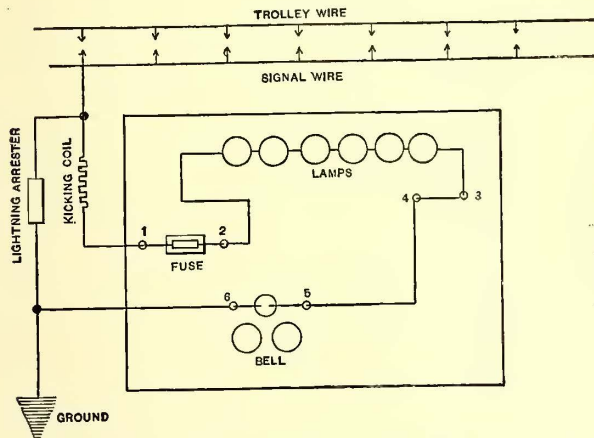 TROLLEY WIRE
SIGNAL WIRE
LIGHTNING ARRESTER
KICKING COIL
LAMPS
4
3
1
2
FUSE
6
5
BELL
GROUND